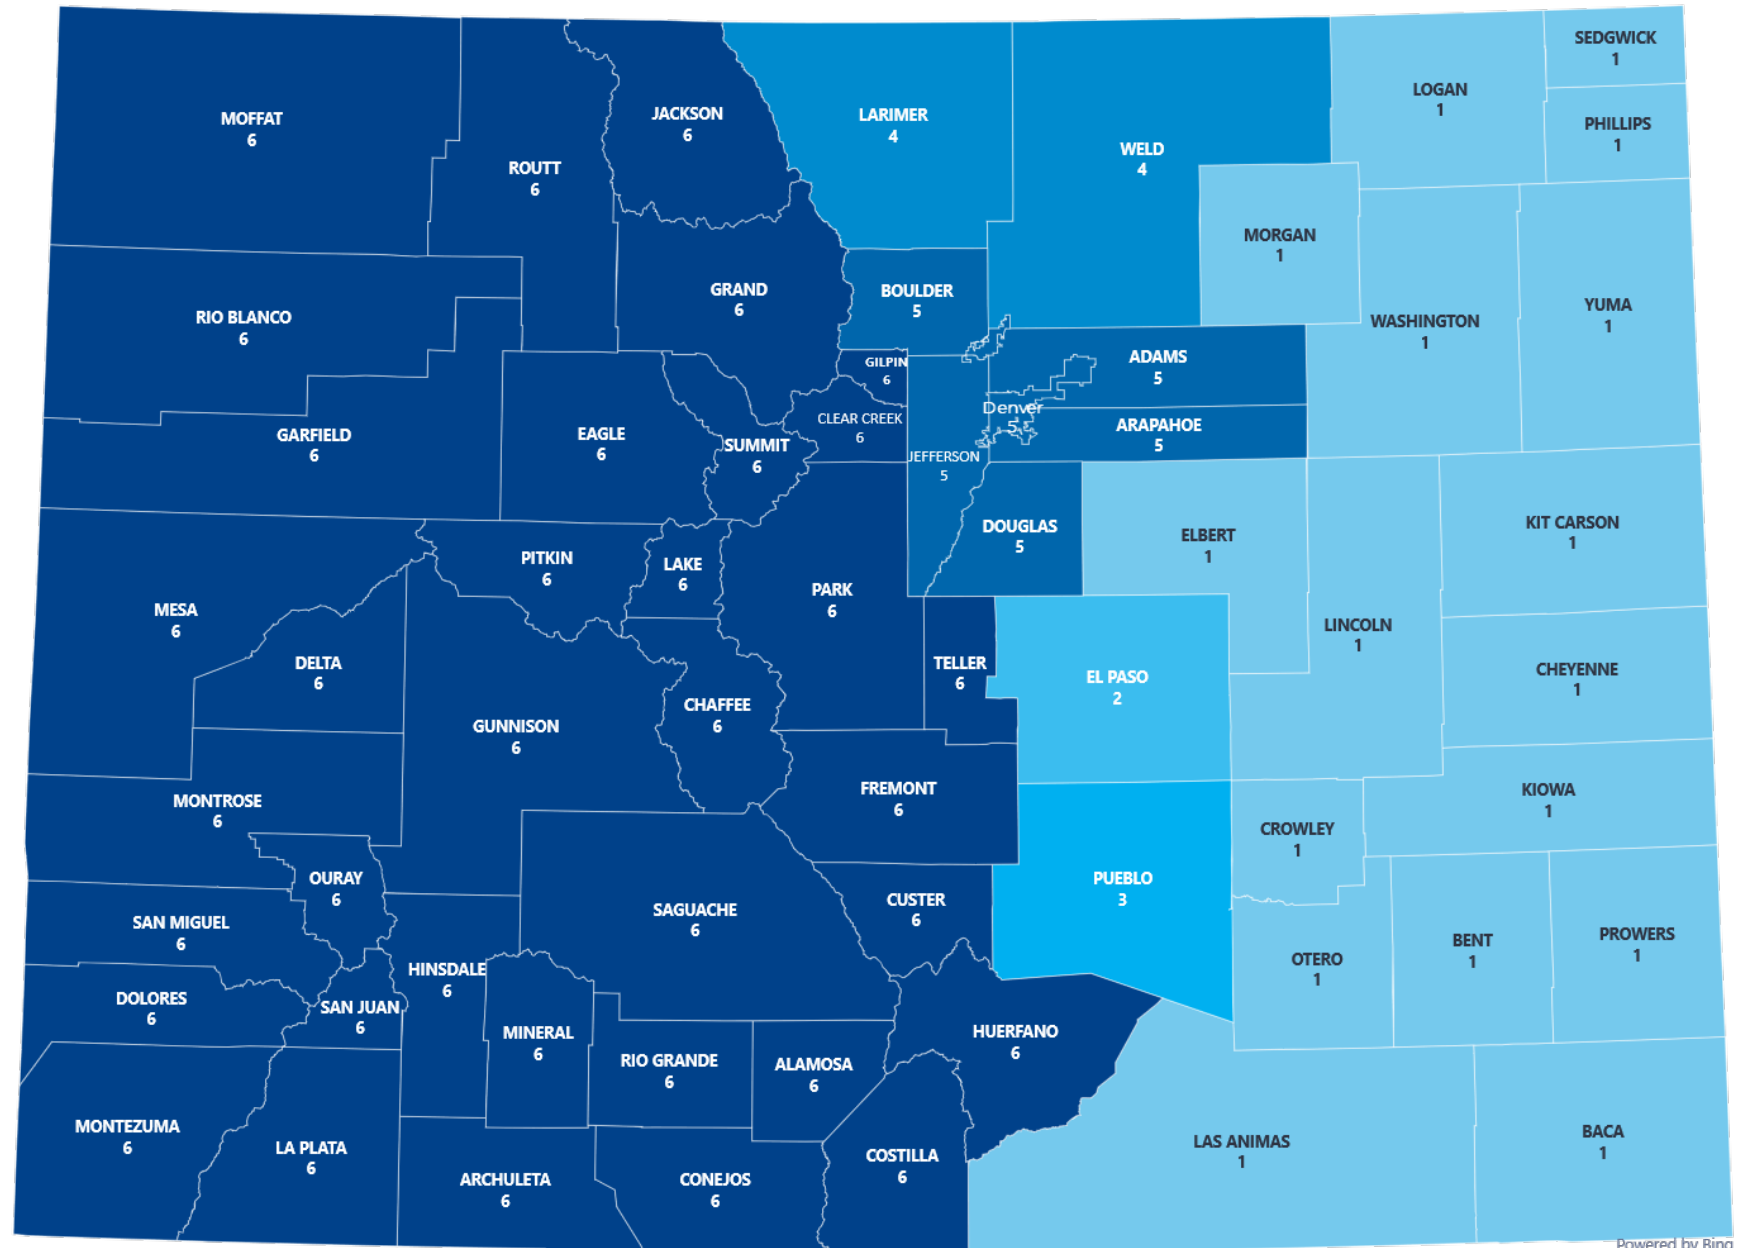 SEDGWICK
1
LOGAN
1
JACKSON
6
LARIMER
4
MOFFAT
6
PHILLIPS
1
WELD
4
ROUTT
6
MORGAN
1
GRAND
6
BOULDER
5
YUMA
1
RIO BLANCO
6
WASHINGTON
1
ADAMS
5
GILPIN
6
Denver
5
CLEAR CREEK
6
ARAPAHOE
5
GARFIELD
6
EAGLE
6
SUMMIT
6
JEFFERSON
5
DOUGLAS
5
KIT CARSON
1
ELBERT
1
PITKIN
6
LAKE
6
PARK
6
MESA
6
LINCOLN
1
DELTA
6
TELLER
6
CHEYENNE
1
EL PASO
2
CHAFFEE
6
GUNNISON
6
FREMONT
6
KIOWA
1
MONTROSE
6
CROWLEY
1
OURAY
6
PUEBLO
3
CUSTER
6
SAGUACHE
6
SAN MIGUEL
6
PROWERS
1
BENT
1
OTERO
1
HINSDALE
6
DOLORES
6
SAN JUAN
6
MINERAL
6
HUERFANO
6
RIO GRANDE
6
ALAMOSA
6
MONTEZUMA
6
BACA
1
LA PLATA
6
LAS ANIMAS
1
COSTILLA
6
ARCHULETA
6
CONEJOS
6
Powered by Bing